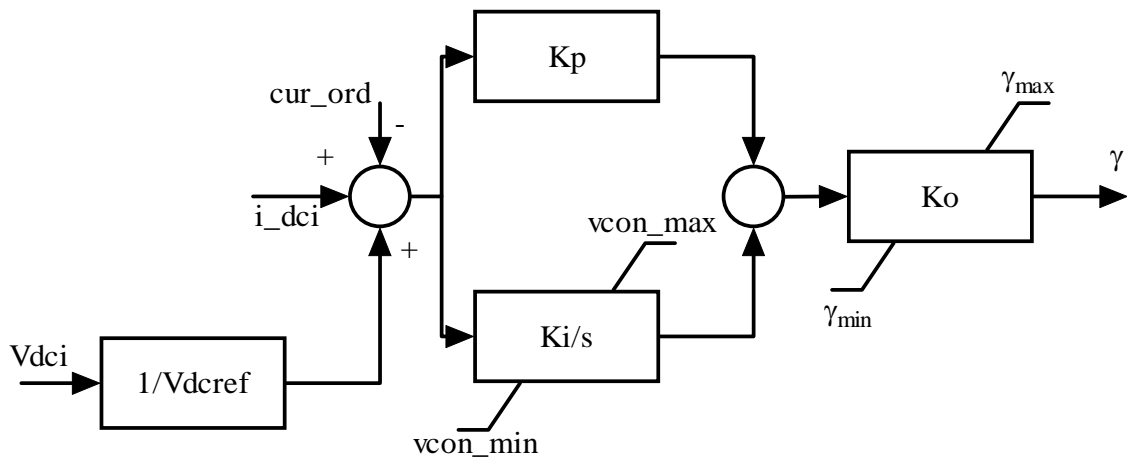 Kp
cur_ord
-
+
i_dci
+
γmax
γ
Ko
γmin
vcon_max
Ki/s
vcon_min
Vdci
1/Vdcref